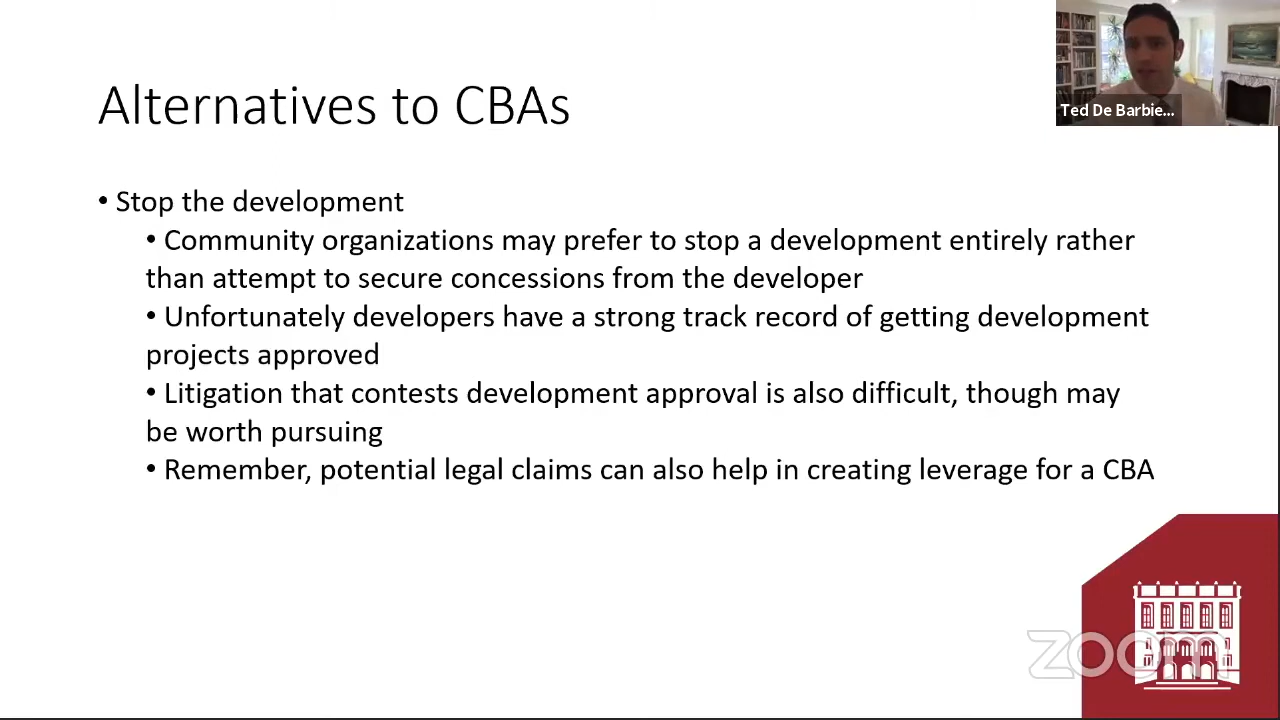 Alternatives to CBAs
Ted De Barbie...
• Stop the development
• Community organizations may prefer to stop a development entirely rather
than attempt to secure concessions from the developer
• Unfortunately developers have a strong track record of getting development
projects approved
• Litigation that contests development approval is also difficult, though may
be worth pursuing
• Remember, potential legal claims can also help in creating leverage for a CBA
zoom